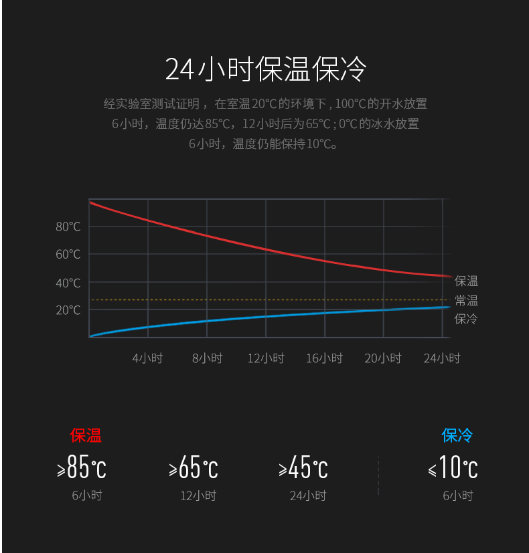 24小时保温保冷
经实验室测试证明，在室温20℃的环境下，100℃的开水放置
6小时，温度仍达85℃，12小时后为65℃；0℃的冰水放置
6小时，温度仍能保持10℃。
80℃
60℃
40℃
20℃
保温
常温
保冷
4小时 8小时 12小时 16小时 20小时 24小时
保温 保冷
≥85℃ ≥65℃ ≥45℃ ≤10℃
6小时 12小时 24小时 6小时